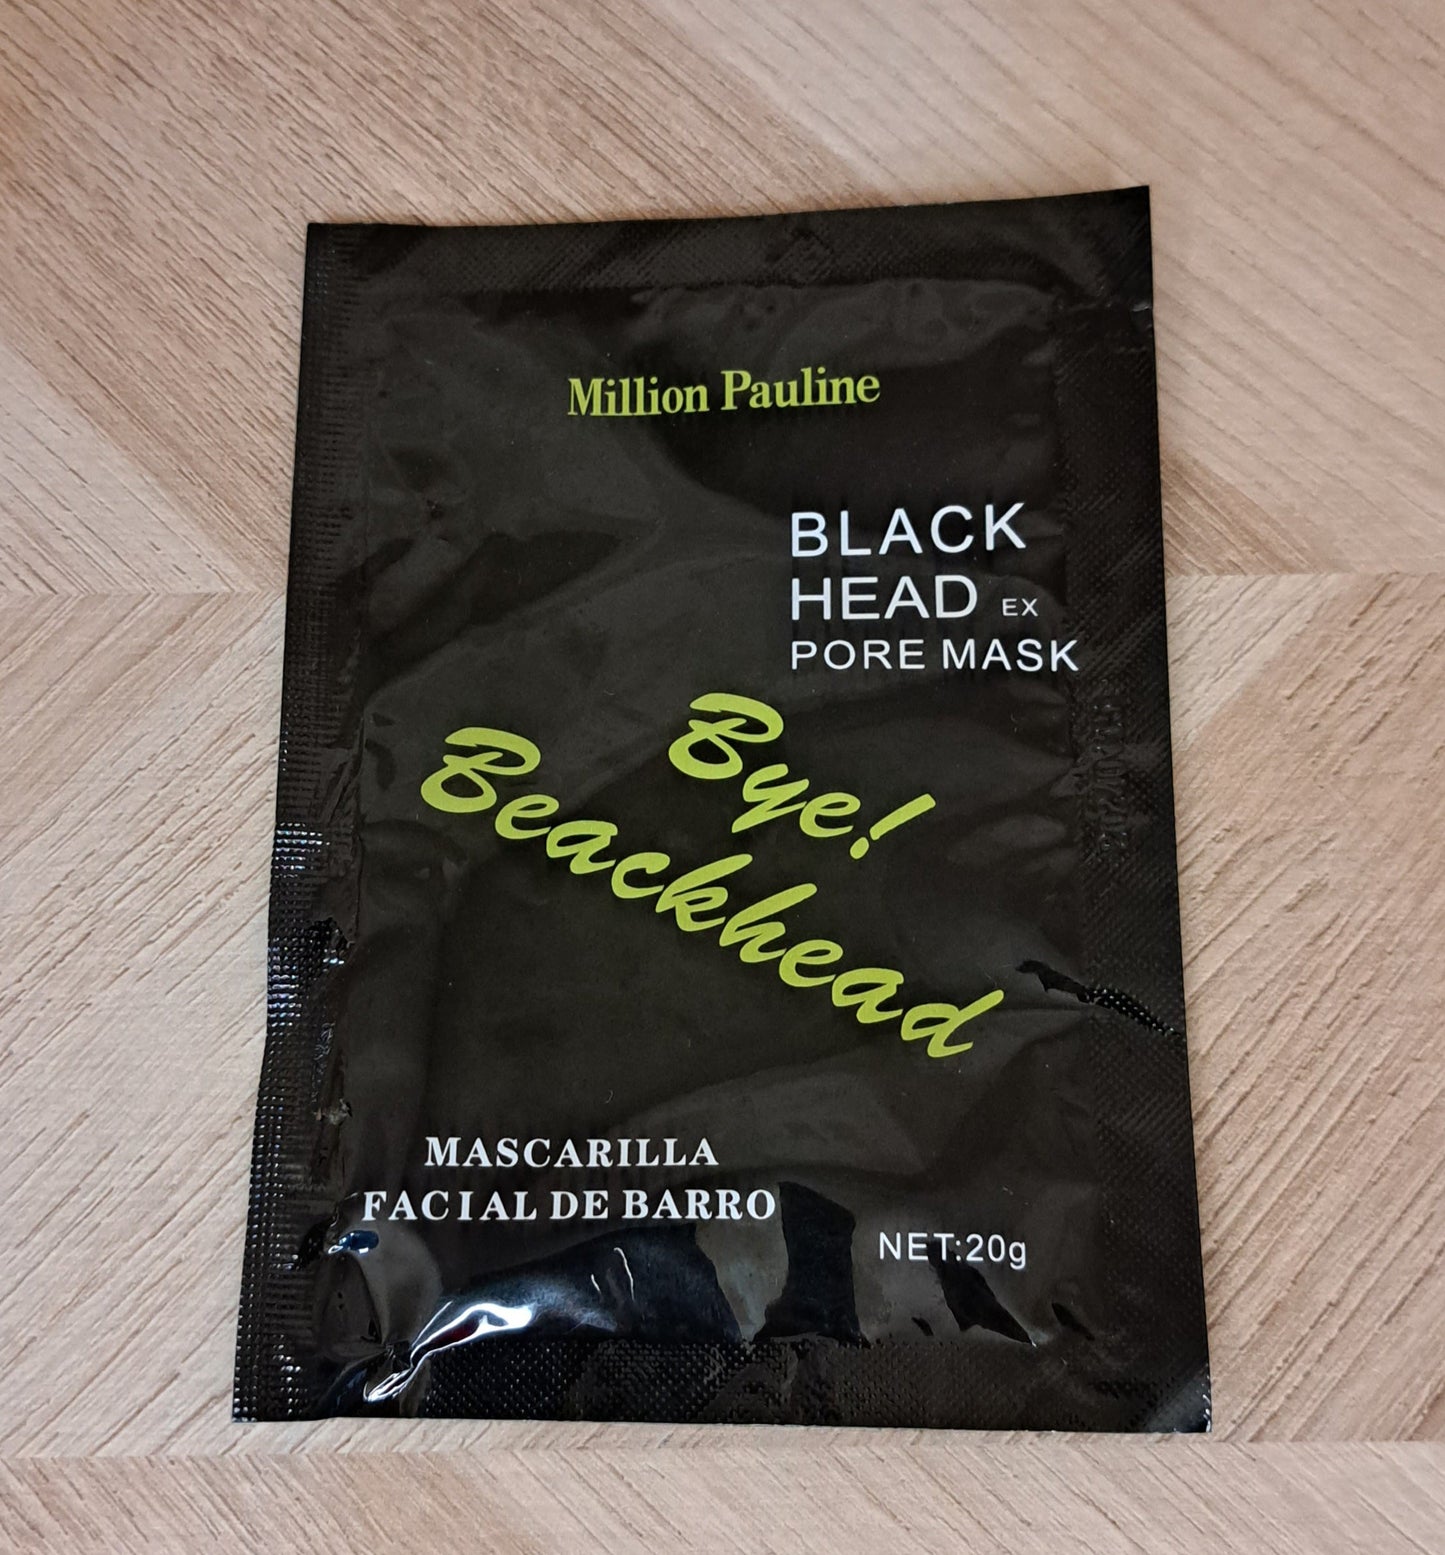 Million Pauline
BLACK
HEAD EX
PORE MASK
Bye!
Beackhead
MASCARILLA
FACIAL DE BARRO
NET:20g